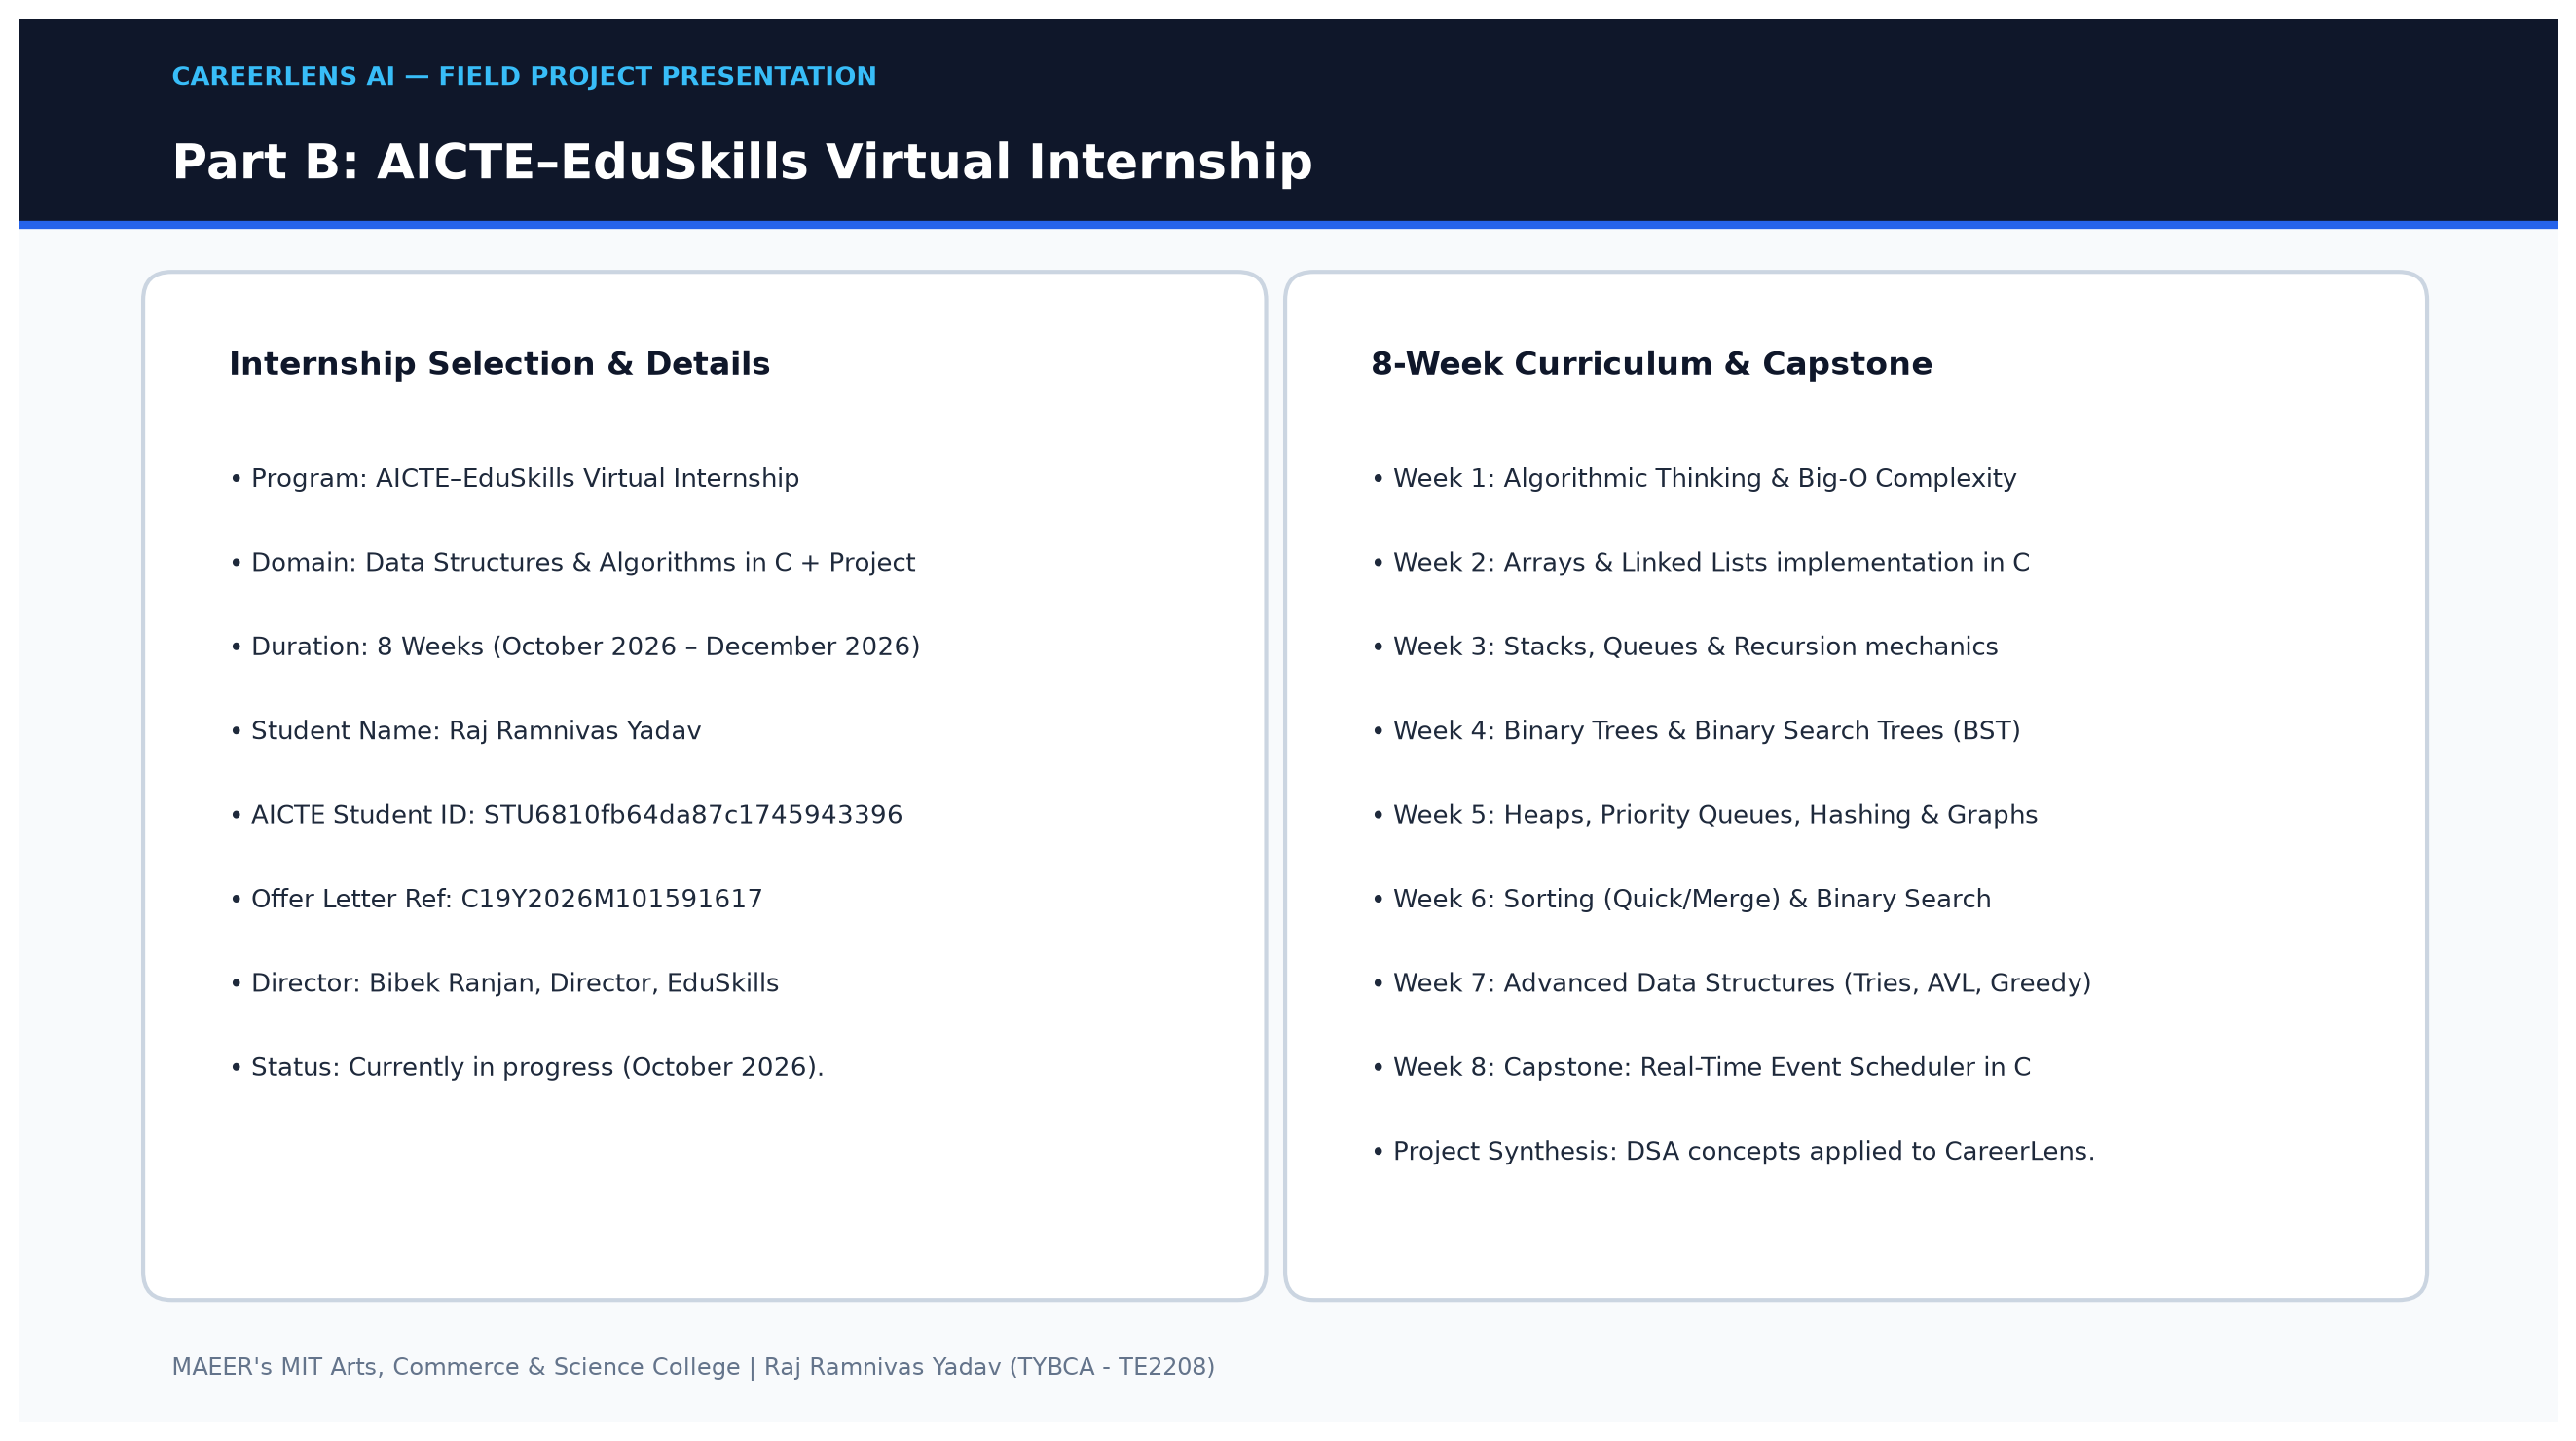 CAREERLENS AI — FIELD PROJECT PRESENTATION
Part B: AICTE–EduSkills Virtual Internship
Internship Selection & Details
• Program: AICTE–EduSkills Virtual Internship
• Domain: Data Structures & Algorithms in C + Project
• Duration: 8 Weeks (October 2026 – December 2026)
• Student Name: Raj Ramnivas Yadav
• AICTE Student ID: STU6810fb64da87c1745943396
• Offer Letter Ref: C19Y2026M101591617
• Director: Bibek Ranjan, Director, EduSkills
• Status: Currently in progress (October 2026).
8-Week Curriculum & Capstone
• Week 1: Algorithmic Thinking & Big-O Complexity
• Week 2: Arrays & Linked Lists implementation in C
• Week 3: Stacks, Queues & Recursion mechanics
• Week 4: Binary Trees & Binary Search Trees (BST)
• Week 5: Heaps, Priority Queues, Hashing & Graphs
• Week 6: Sorting (Quick/Merge) & Binary Search
• Week 7: Advanced Data Structures (Tries, AVL, Greedy)
• Week 8: Capstone: Real-Time Event Scheduler in C
• Project Synthesis: DSA concepts applied to CareerLens.
MAEER's MIT Arts, Commerce & Science College | Raj Ramnivas Yadav (TYBCA - TE2208)